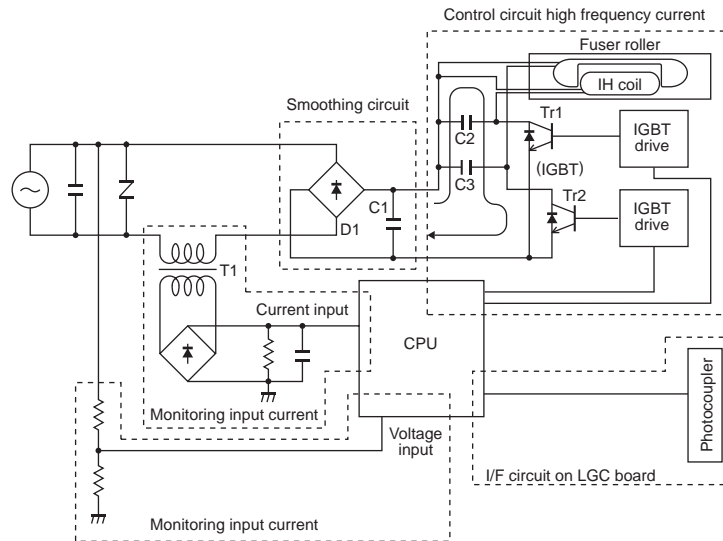 Control circuit high frequency current
Fuser roller
IH coil
Smoothing circuit
Tr1
IGBT
drive
C2
(IGBT)
C3
Tr2
IGBT
drive
C1
D1
T1
Current input
CPU
Monitoring input current
Voltage
input
Photocoupler
I/F circuit on LGC board
Monitoring input current